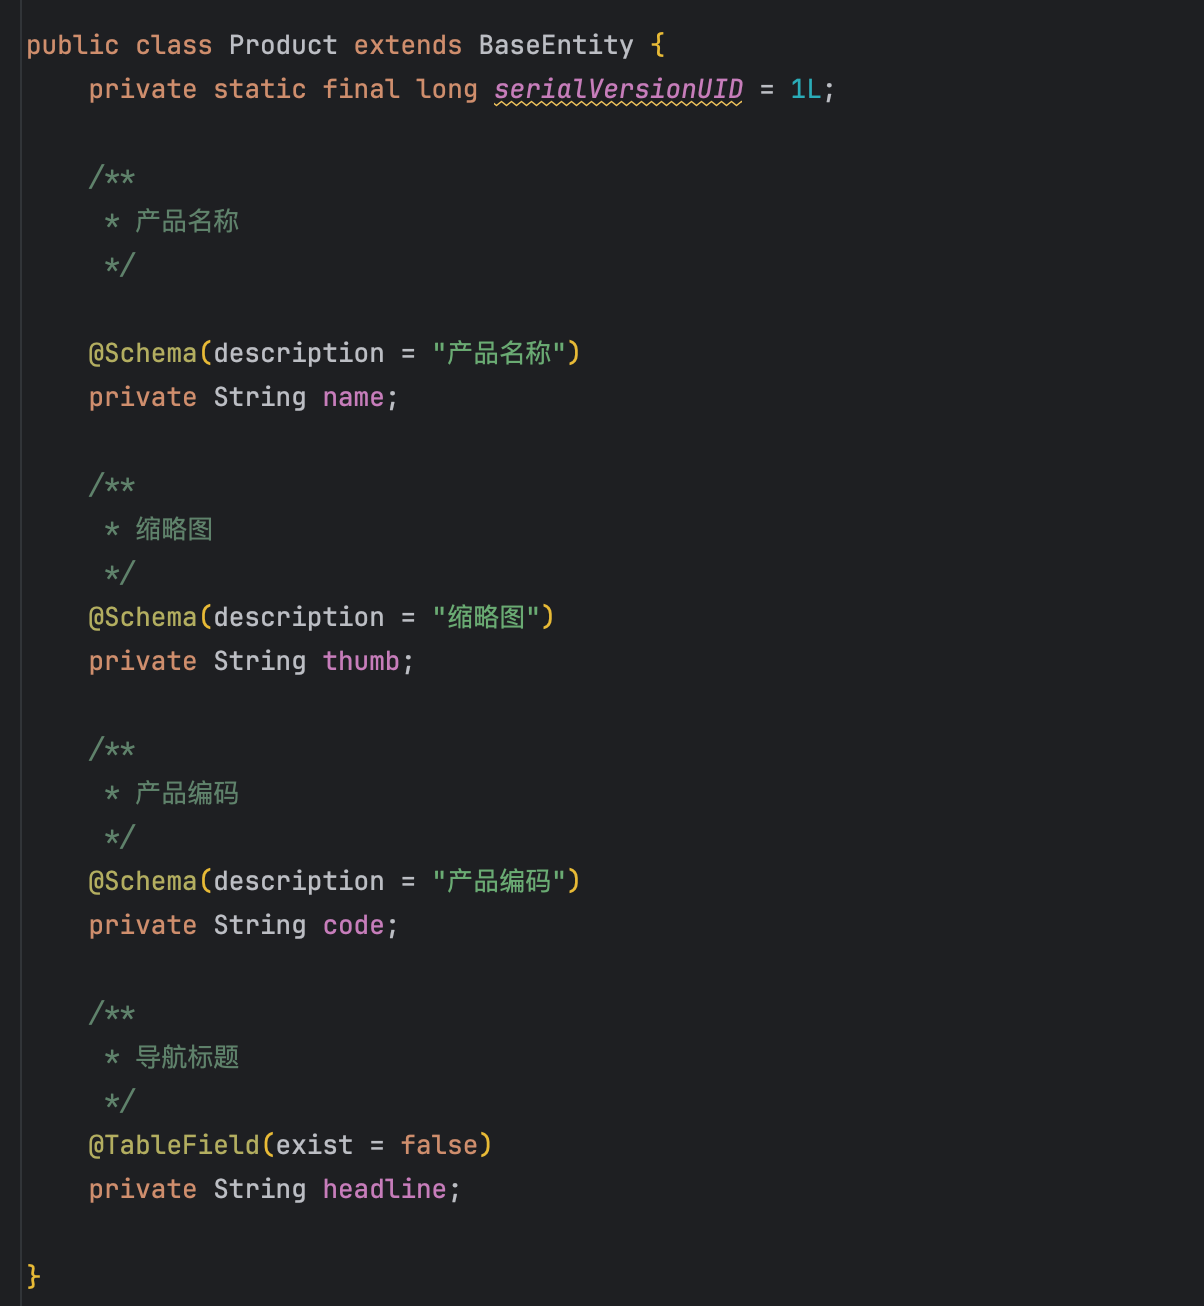 public class Product extends BaseEntity {
    private static final long serialVersionUID = 1L;
    /**
     * 产品名称
     */
    @Schema(description = "产品名称")
    private String name;
    /**
     * 缩略图
     */
    @Schema(description = "缩略图")
    private String thumb;
    /**
     * 产品编码
     */
    @Schema(description = "产品编码")
    private String code;
    /**
     * 导航标题
     */
    @TableField(exist = false)
    private String headline;
}